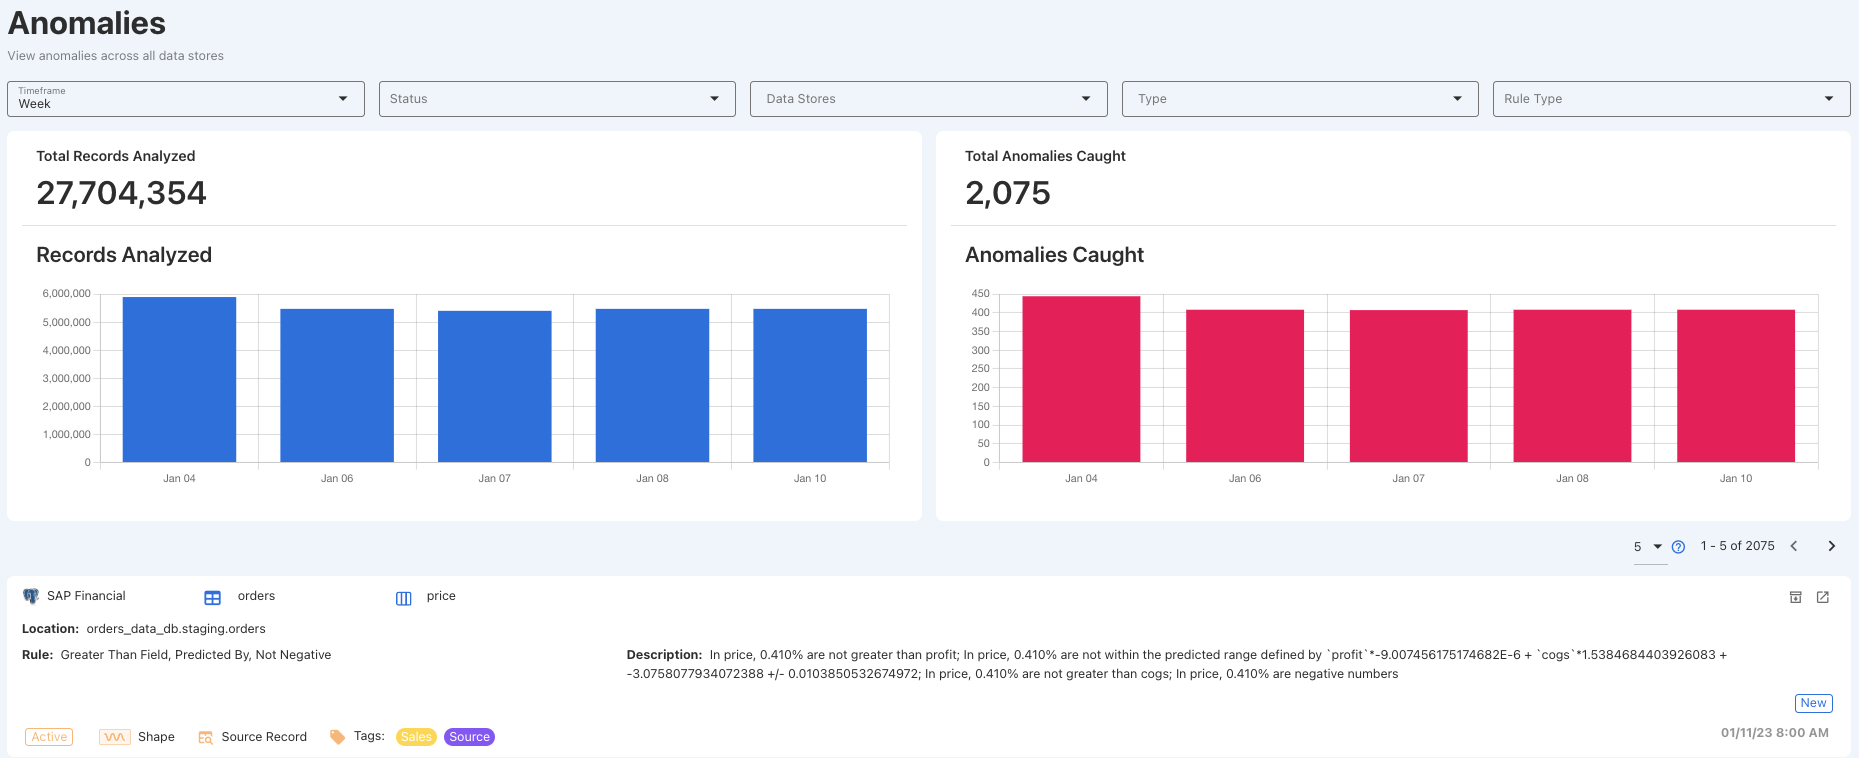 Anomalies
View anomalies across all data stores
Timeframe
Week
Status
Data Stores
Type
Rule Type
Total Records Analyzed
27,704,354
Records Analyzed
6,000,000
5,000,000
4,000,000
3,000,000
2,000,000
1,000,000
0
Jan 04 Jan 06 Jan 07 Jan 08 Jan 10
Total Anomalies Caught
2,075
Anomalies Caught
450
400
350
300
250
200
150
100
50
0
Jan 04 Jan 06 Jan 07 Jan 08 Jan 10
5 1 - 5 of 2075
SAP Financial orders price
Location: orders_data_db.staging.orders
Rule: Greater Than Field, Predicted By, Not Negative
Description: In price, 0.410% are not greater than profit; In price, 0.410% are not within the predicted range defined by `profit`*-9.007456175174682E-6 + `cogs`*1.5384684403926083 +
-3.0758077934072388 +/- 0.0103850532674972; In price, 0.410% are not greater than cogs; In price, 0.410% are negative numbers
New
Active Shape Source Record Tags: Sales Source
01/11/23 8:00 AM